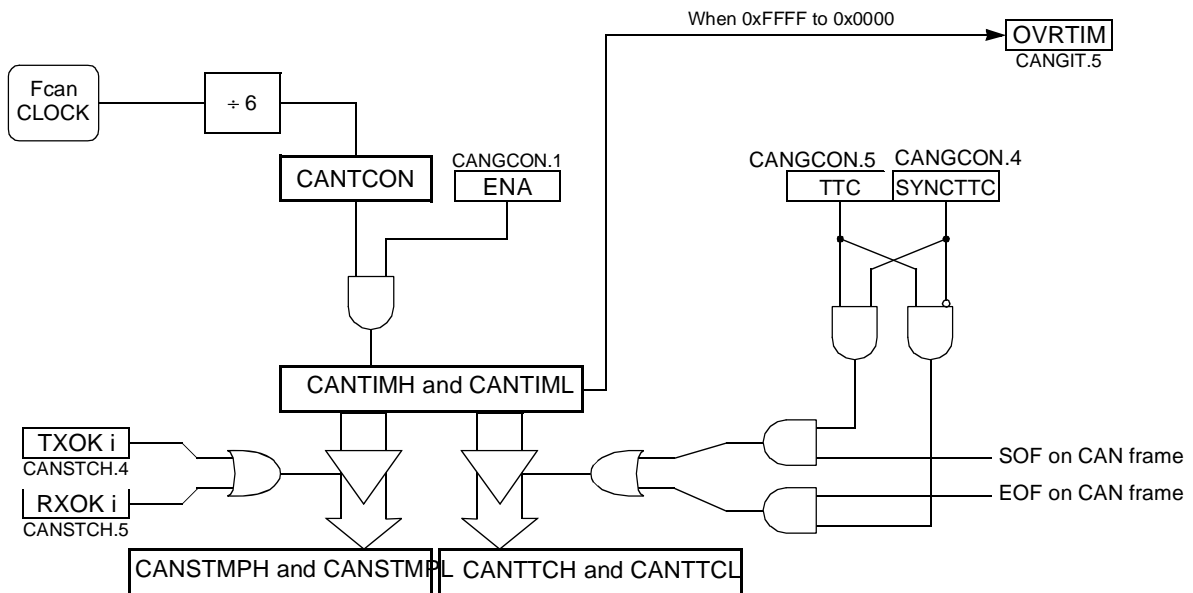 When 0xFFFF to 0x0000
OVRTIM
CANGIT.5
Fcan
CLOCK
÷ 6
CANTCON
CANGCON.1
ENA
CANGCON.5
CANGCON.4
TTC
SYNCTTC
CANTIMH and CANTIML
TXOK i
CANSTCH.4
RXOK i
CANSTCH.5
SOF on CAN frame
EOF on CAN frame
CANSTMPH and CANSTMPL
CANTTCH and CANTTCL